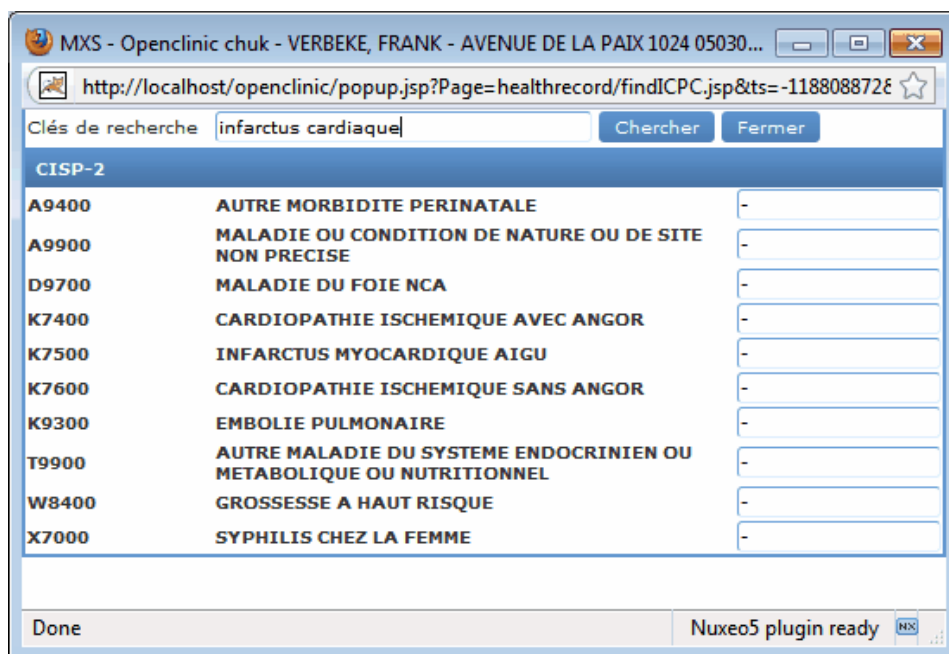 MXS - Openclinic chuk - VERBEKE, FRANK - AVENUE DE LA PAIX 1024 05030...
http://localhost/openclinic/popup.jsp?Page=healthrecord/findICPC.jsp&ts=-1188088728
Clés de recherche infarctus cardiaque Chercher Fermer
CISP-2
A9400 AUTRE MORBIDITE PERINATALE -
A9900 MALADIE OU CONDITION DE NATURE OU DE SITE
NON PRECISE -
D9700 MALADIE DU FOIE NCA -
K7400 CARDIOPATHIE ISCHEMIQUE AVEC ANGOR -
K7500 INFARCTUS MYOCARDIQUE AIGU -
K7600 CARDIOPATHIE ISCHEMIQUE SANS ANGOR -
K9300 EMBOLIE PULMONAIRE -
T9900 AUTRE MALADIE DU SYSTEME ENDOCRINIEN OU
METABOLIQUE OU NUTRITIONNEL -
W8400 GROSSESSE A HAUT RISQUE -
X7000 SYPHILIS CHEZ LA FEMME -
Done Nuxeo5 plugin ready NX